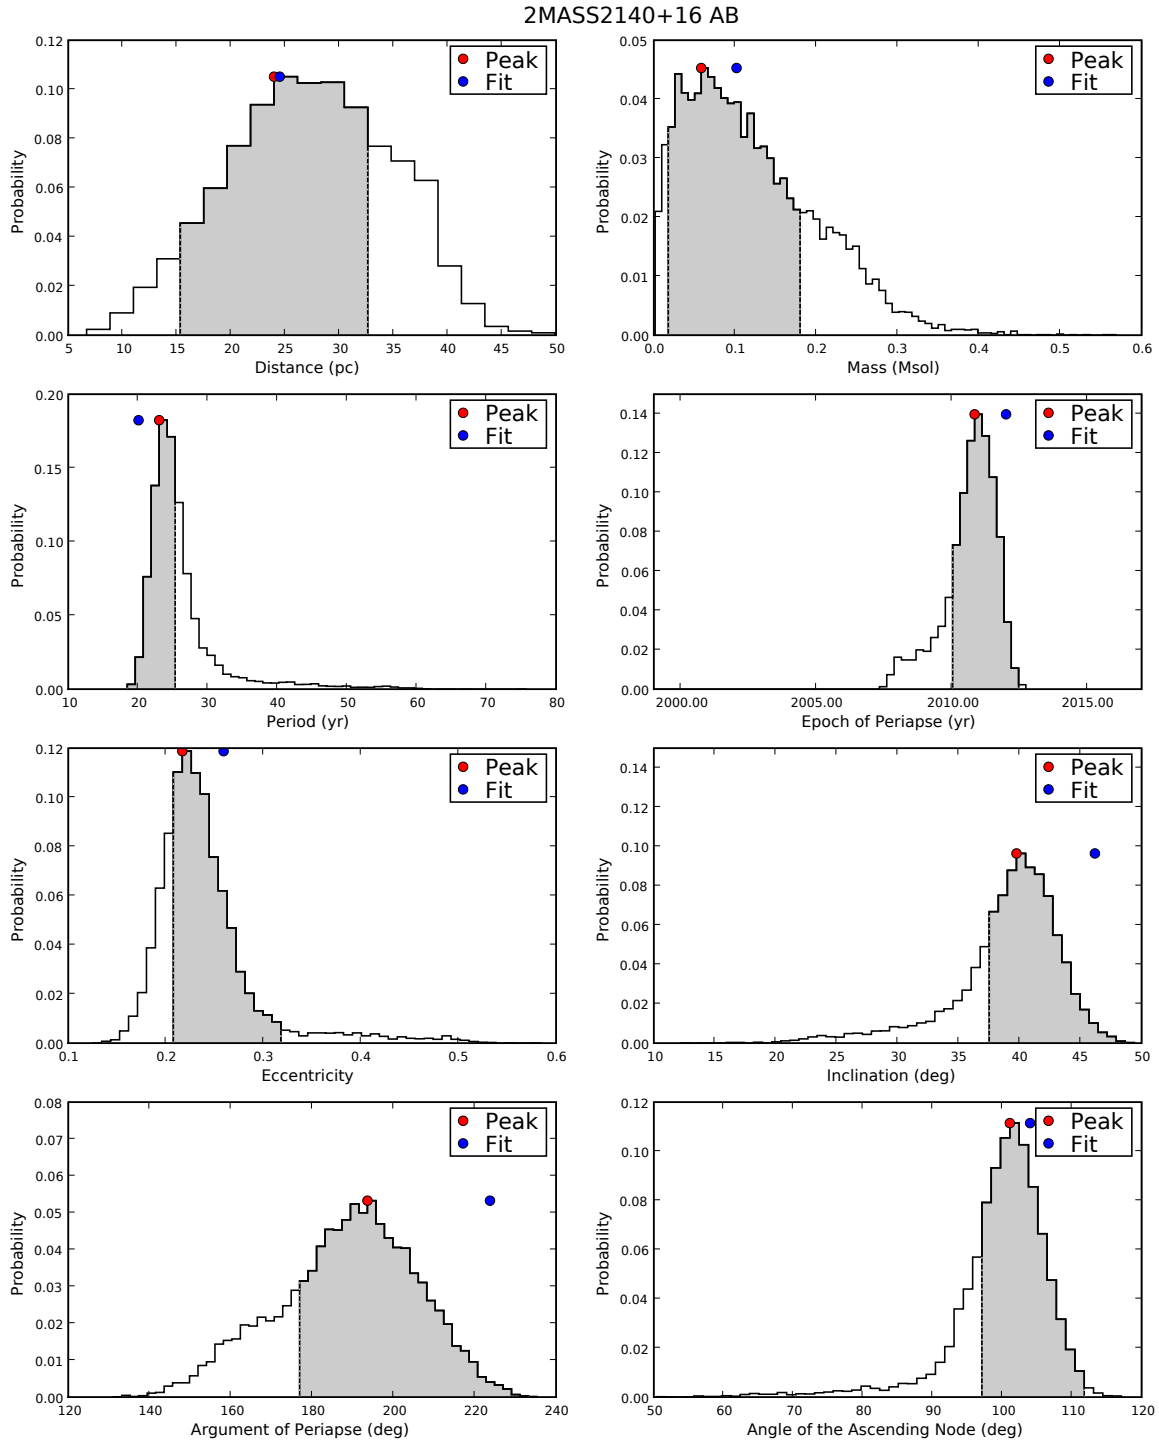 2MASS2140+16 AB
0.12
0.10
0.08
0.06
0.04
0.02
0.00
Probability
Peak
Fit
5 10 15 20 25 30 35 40 45 50
Distance (pc)
0.05
0.04
0.03
0.02
0.01
0.00
Probability
Peak
Fit
0.0 0.1 0.2 0.3 0.4 0.5 0.6
Mass (Msol)
0.20
0.15
0.10
0.05
0.00
Probability
Peak
Fit
10 20 30 40 50 60 70 80
Period (yr)
0.14
0.12
0.10
0.08
0.06
0.04
0.02
0.00
Probability
Peak
Fit
2000.00 2005.00 2010.00 2015.00
Epoch of Periapse (yr)
0.12
0.10
0.08
0.06
0.04
0.02
0.00
Probability
Peak
Fit
0.1 0.2 0.3 0.4 0.5 0.6
Eccentricity
0.14
0.12
0.10
0.08
0.06
0.04
0.02
0.00
Probability
Peak
Fit
10 15 20 25 30 35 40 45 50
Inclination (deg)
0.08
0.07
0.06
0.05
0.04
0.03
0.02
0.01
0.00
Probability
Peak
Fit
120 140 160 180 200 220 240
Argument of Periapse (deg)
0.12
0.10
0.08
0.06
0.04
0.02
0.00
Probability
Peak
Fit
50 60 70 80 90 100 110 120
Angle of the Ascending Node (deg)